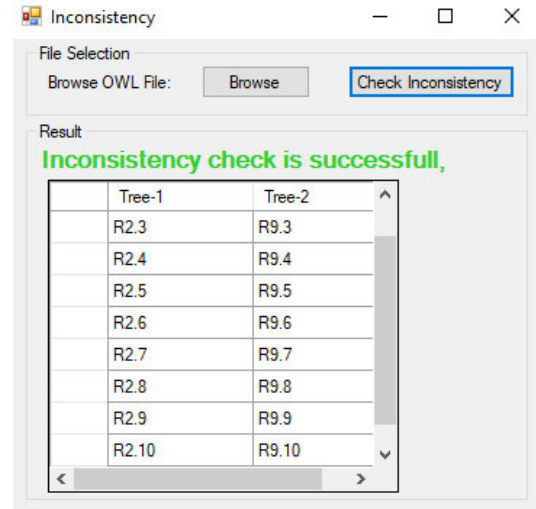 Inconsistency
File Selection
Browse OWL File: Browse Check Inconsistency
Result
Inconsistency check is successfull,
Tree-1 Tree-2
R2.3 R9.3
R2.4 R9.4
R2.5 R9.5
R2.6 R9.6
R2.7 R9.7
R2.8 R9.8
R2.9 R9.9
R2.10 R9.10